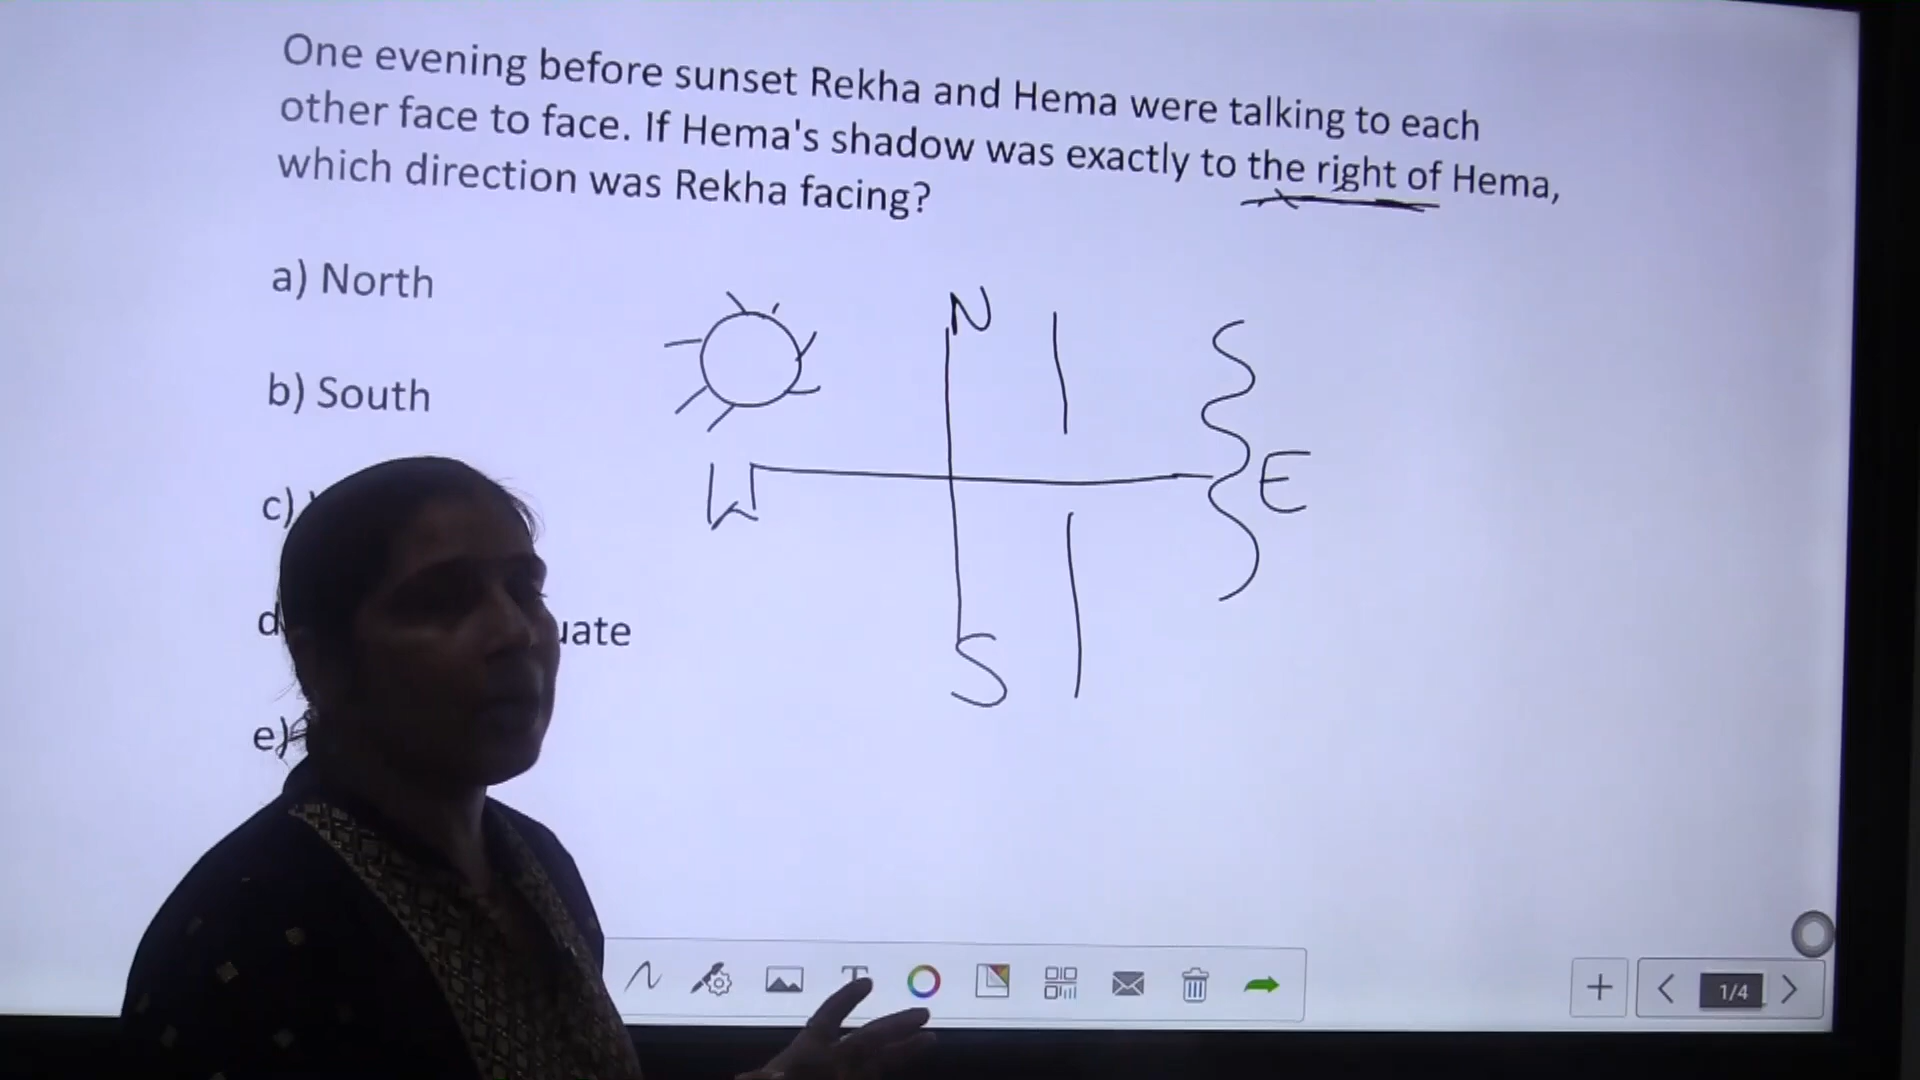 One evening before sunset Rekha and Hema were talking to each
other face to face. If Hema's shadow was exactly to the right of Hema,
which direction was Rekha facing?
a) North
b) South
c)
d
e)
N
W
E
S
1/4